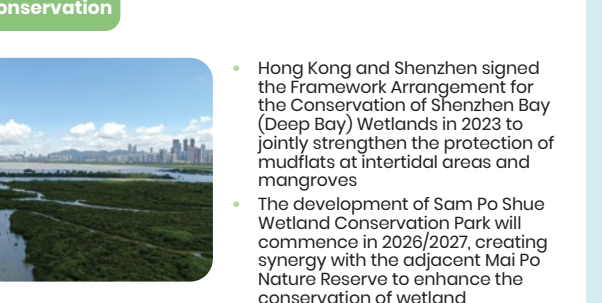 onservation
Hong Kong and Shenzhen signed
the Framework Arrangement for
the Conservation of Shenzhen Bay
(Deep Bay) Wetlands in 2023 to
jointly strengthen the protection of
mudflats at intertidal areas and
mangroves
The development of Sam Po Shue
Wetland Conservation Park will
commence in 2026/2027, creating
synergy with the adjacent Mai Po
Nature Reserve to enhance the
conservation of wetland